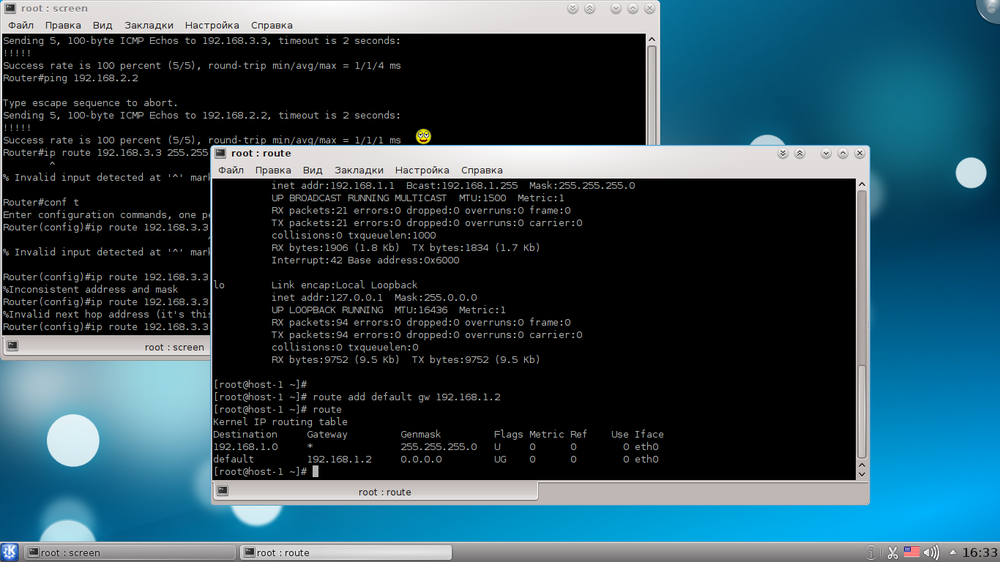 root : screen
Файл Правка Вид Закладки Настройка Справка
Sending 5, 100-byte ICMP Echos to 192.168.3.3, timeout is 2 seconds:
!!!!!
Success rate is 100 percent (5/5), round-trip min/avg/max = 1/1/4 ms
Router#ping 192.168.2.2
Type escape sequence to abort.
Sending 5, 100-byte ICMP Echos to 192.168.2.2, timeout is 2 seconds:
!!!!!
Success rate is 100 percent (5/5), round-trip min/avg/max = 1/1/1 ms
Router#ip route 192.168.3.3 255.255
^
% Invalid input detected at '^' mark
Router#conf t
Enter configuration commands, one pe
Router(config)#ip route 192.168.3.3
^
% Invalid input detected at '^' mark
Router(config)#ip route 192.168.3.3
%Inconsistent address and mask
Router(config)#ip route 192.168.3.3
%Invalid next hop address (it's this
Router(config)#ip route 192.168.3.3
root : screen
root : route
Файл Правка Вид Закладки Настройка Справка
inet addr:192.168.1.1 Bcast:192.168.1.255 Mask:255.255.255.0
UP BROADCAST RUNNING MULTICAST MTU:1500 Metric:1
RX packets:21 errors:0 dropped:0 overruns:0 frame:0
TX packets:21 errors:0 dropped:0 overruns:0 carrier:0
collisions:0 txqueuelen:1000
RX bytes:1906 (1.8 Kb) TX bytes:1834 (1.7 Kb)
Interrupt:42 Base address:0x6000
lo Link encap:Local Loopback
inet addr:127.0.0.1 Mask:255.0.0.0
UP LOOPBACK RUNNING MTU:16436 Metric:1
RX packets:94 errors:0 dropped:0 overruns:0 frame:0
TX packets:94 errors:0 dropped:0 overruns:0 carrier:0
collisions:0 txqueuelen:0
RX bytes:9752 (9.5 Kb) TX bytes:9752 (9.5 Kb)
[root@host-1 ~]#
[root@host-1 ~]# route add default gw 192.168.1.2
[root@host-1 ~]# route
Kernel IP routing table
Destination Gateway Genmask Flags Metric Ref Use Iface
192.168.1.0 * 255.255.255.0 U 0 0 0 eth0
default 192.168.1.2 0.0.0.0 UG 0 0 0 eth0
[root@host-1 ~]#
root : route
root : screen root : route 16:33